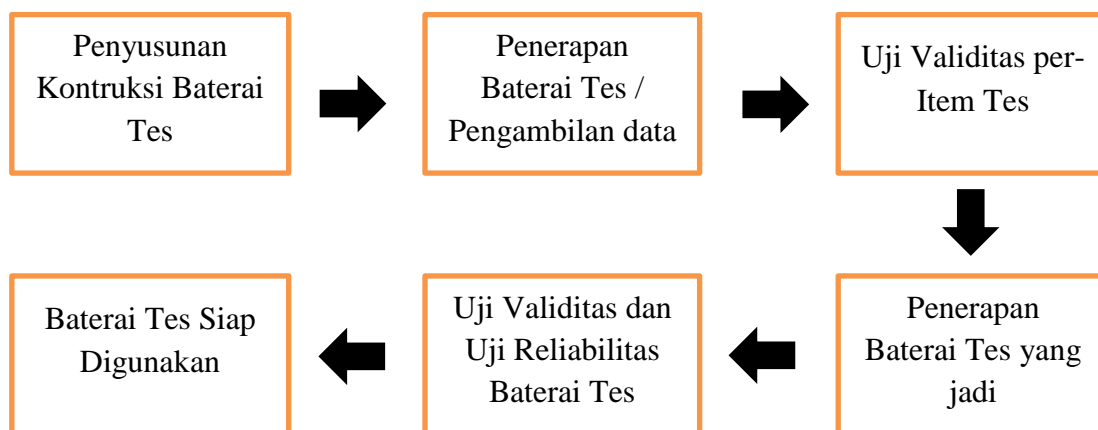 Penyusunan
Kontruksi Baterai
Tes
Penerapan
Baterai Tes /
Pengambilan data
Uji Validitas per-
Item Tes
Penerapan
Baterai Tes yang
jadi
Uji Validitas dan
Uji Reliabilitas
Baterai Tes
Baterai Tes Siap
Digunakan